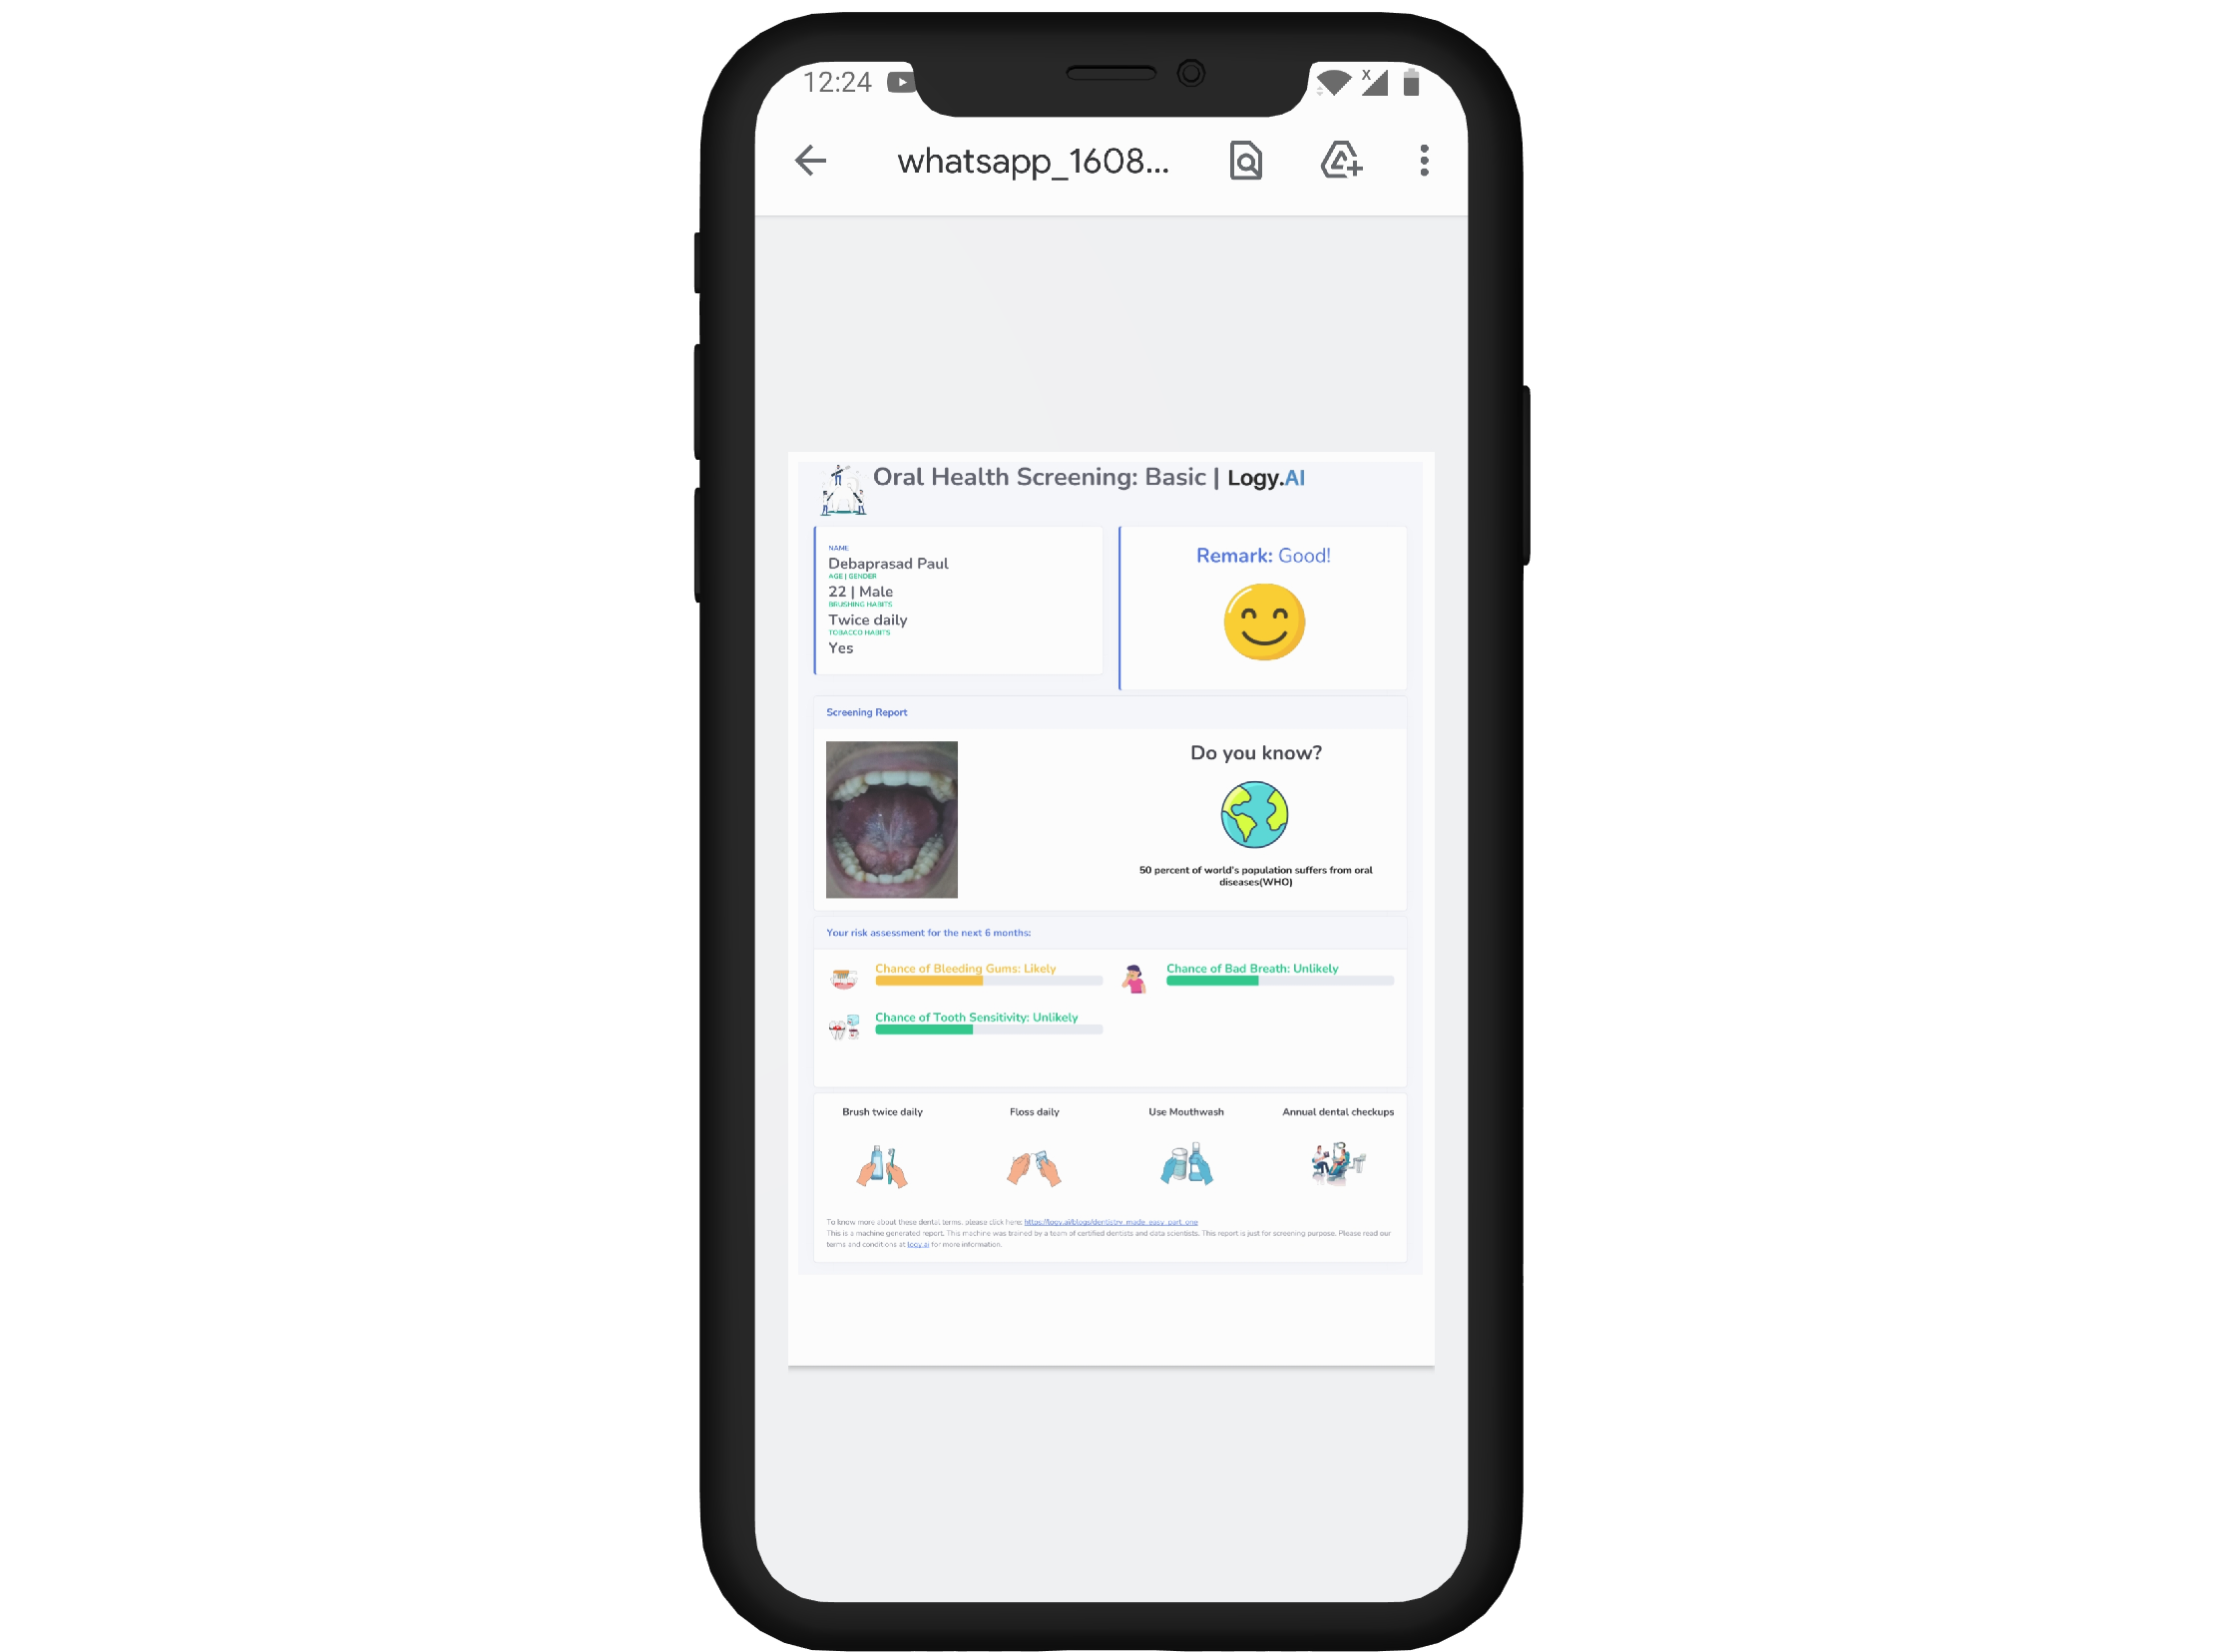 12:24
whatsapp_1608...
Oral Health Screening: Basic | Logy.AI
NAME
Debaprasad Paul
AGE | GENDER
22 | Male
BRUSHING HABITS
Twice daily
TOBACCO HABITS
Yes
Remark: Good!
Screening Report
Do you know?
50 percent of world's population suffers from oral
diseases(WHO)
Your risk assessment for the next 6 months:
Chance of Bleeding Gums: Likely
Chance of Bad Breath: Unlikely
Chance of Tooth Sensitivity: Unlikely
Brush twice daily
Floss daily
Use Mouthwash
Annual dental checkups
To know more about these dental terms, please click here: https://logy.ai/blogs/dentistry_made_easy_part_one
This is a machine generated report. This machine was trained by a team of certified dentists and data scientists. This report is just for screening purpose. Please read our
terms and conditions at logy.ai for more information.